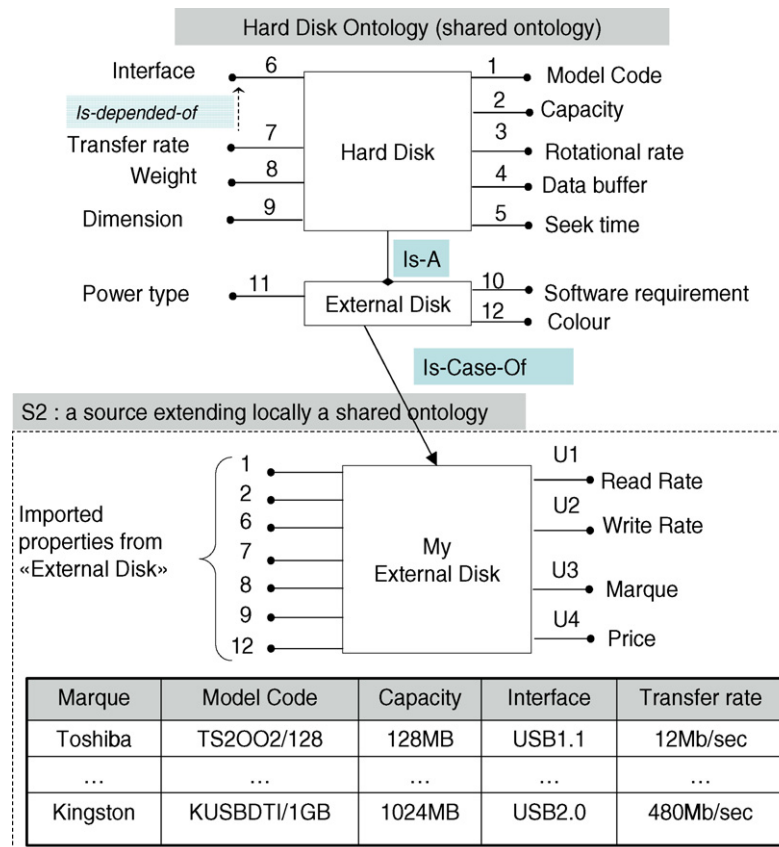 Hard Disk Ontology (shared ontology)
Interface 6
1 Model Code
Is-depended-of
2 Capacity
Transfer rate 7
Hard Disk
3 Rotational rate
Weight 8
4 Data buffer
Dimension 9
5 Seek time
Is-A
Power type 11
External Disk
10 Software requirement
12 Colour
Is-Case-Of
S2 : a source extending locally a shared ontology
Imported
properties from
«External Disk»
1
2
6
7
8
9
12
My
External Disk
U1 Read Rate
U2 Write Rate
U3 Marque
U4 Price
Marque Model Code Capacity Interface Transfer rate
Toshiba TS2OO2/128 128MB USB1.1 12Mb/sec
... ... ... ... ...
Kingston KUSBDTI/1GB 1024MB USB2.0 480Mb/sec